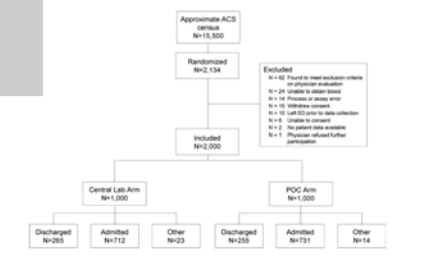 Approximate ACS
census
N=15,500
Randomized
N=2,134
Excluded
N = 62 Found to meet exclusion criteria
on physician evaluation
N = 24 Unable to obtain blood
N = 14 Process or assay error
N = 15 Withdrew consent
N = 10 Left ED prior to data collection
N = 6 Unable to consent
N = 2 No patient data available
N = 1 Physician refused further
participation
Included
N=2,000
Central Lab Arm
N=1,000
POC Arm
N=1,000
Discharged
N=265
Admitted
N=712
Other
N=23
Discharged
N=255
Admitted
N=731
Other
N=14